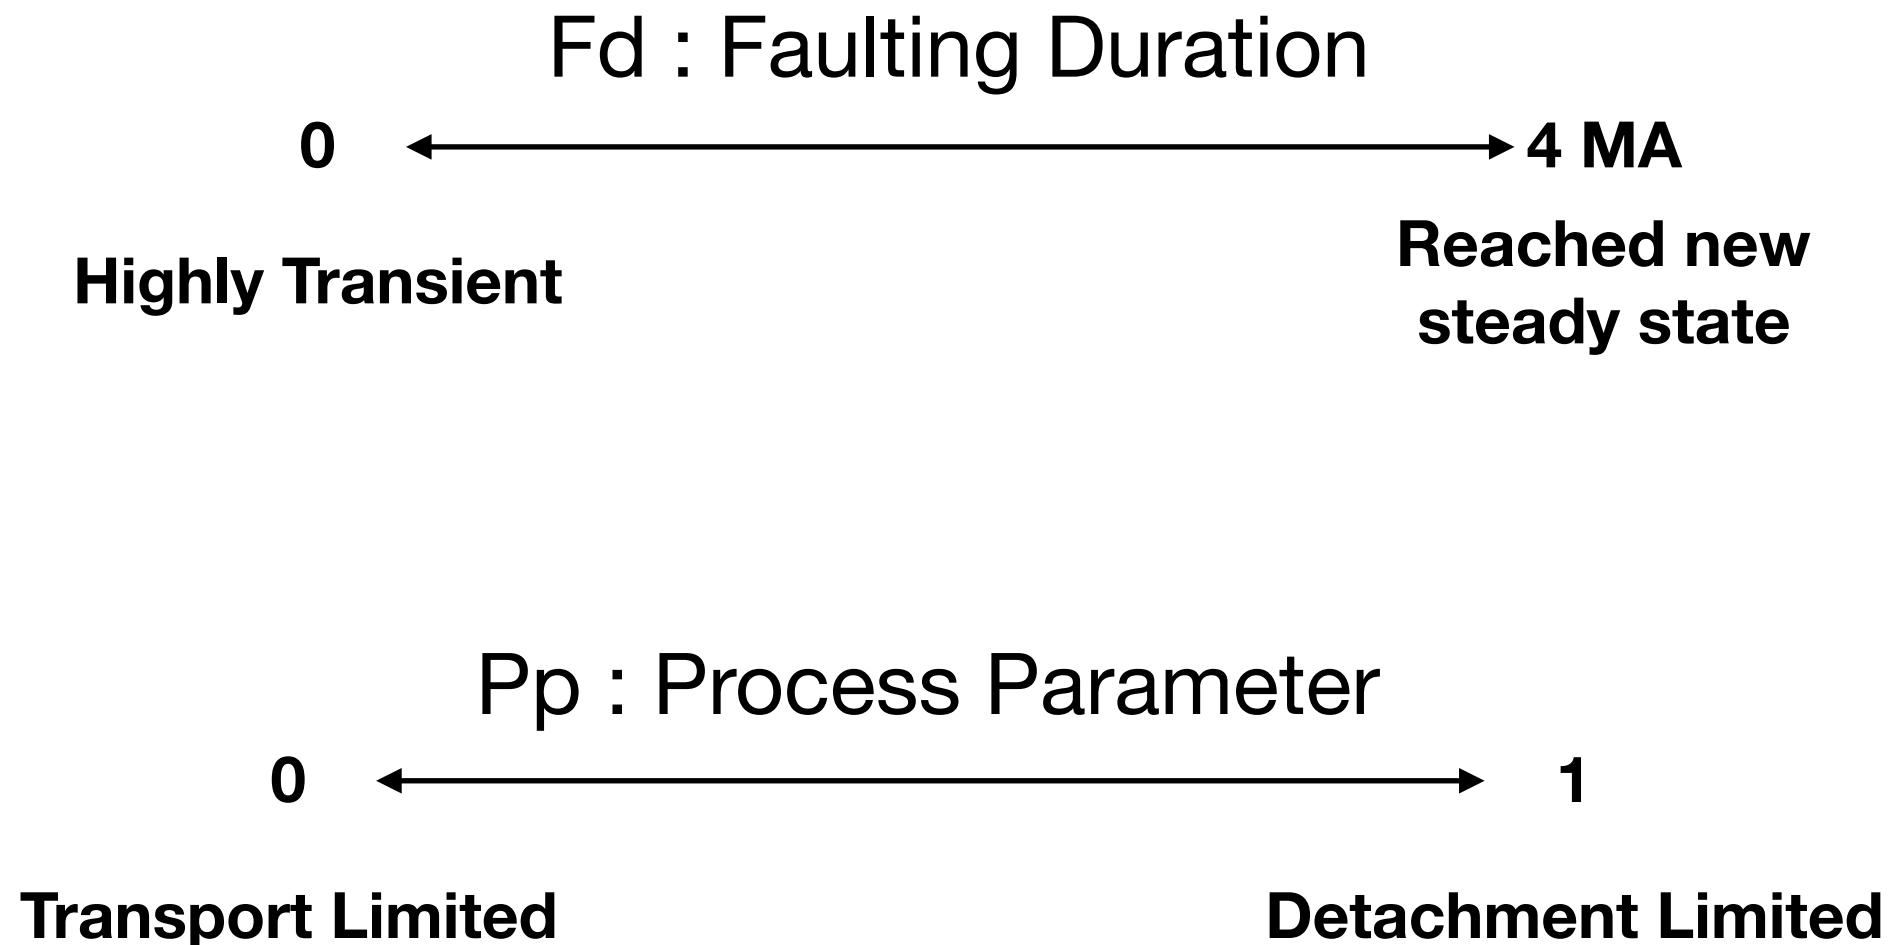 Fd : Faulting Duration
0
4 MA
Highly Transient
Reached new
steady state
Pp : Process Parameter
0
1
Transport Limited
Detachment Limited